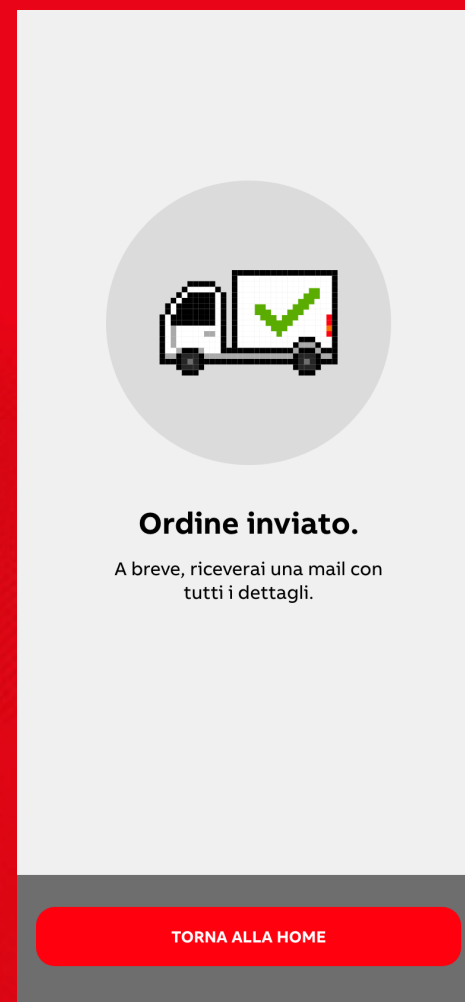 Ordine inviato.
A breve, riceverai una mail con
tutti i dettagli.
TORNA ALLA HOME